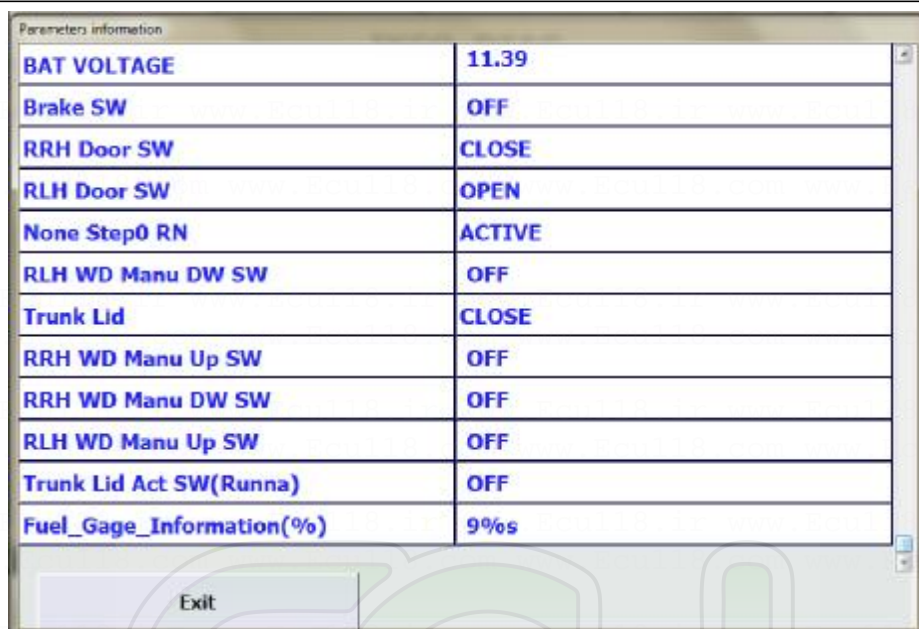 Parameters information
BAT VOLTAGE 11.39
Brake SW OFF
RRH Door SW CLOSE
RLH Door SW OPEN
None Step0 RN ACTIVE
RLH WD Manu DW SW OFF
Trunk Lid CLOSE
RRH WD Manu Up SW OFF
RRH WD Manu DW SW OFF
RLH WD Manu Up SW OFF
Trunk Lid Act SW(Runna) OFF
Fuel_Gage_Information(%) 9%s
Exit